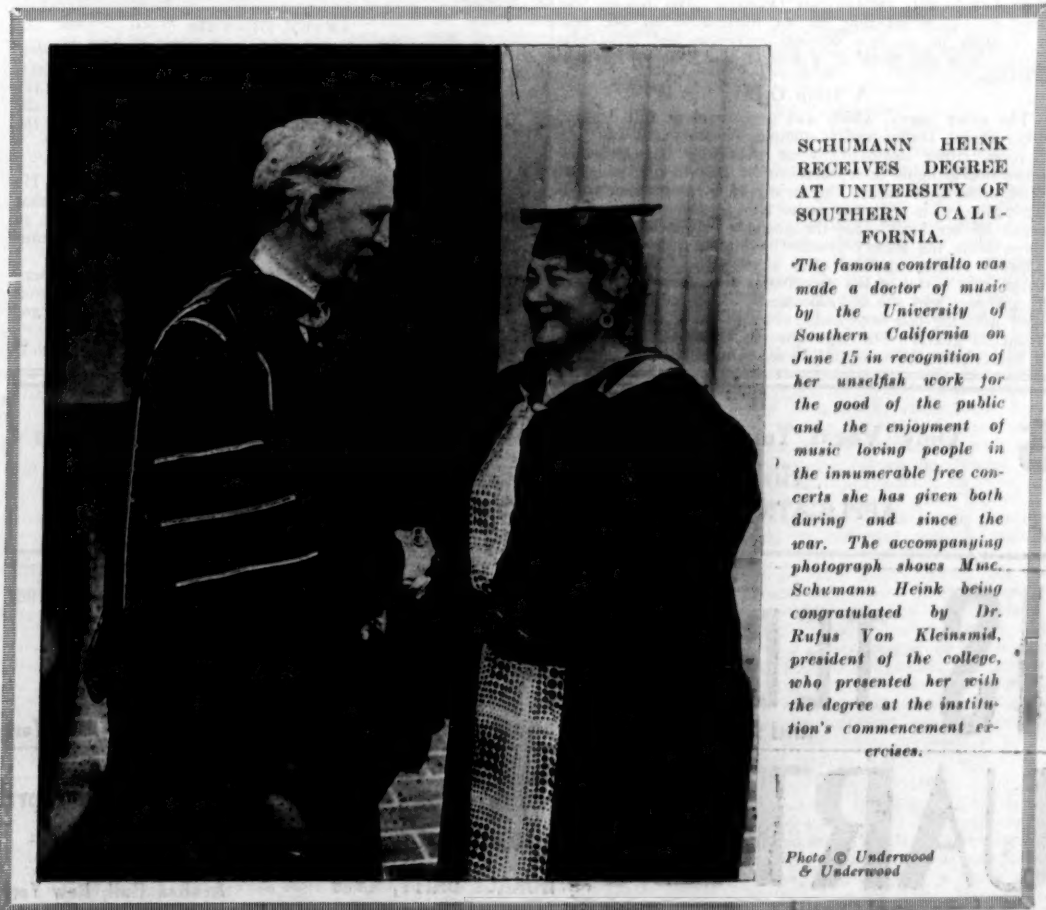 SCHUMANN HEINK
RECEIVES DEGREE
AT UNIVERSITY OF
SOUTHERN CALI-
FORNIA.
The famous contralto was
made a doctor of music
by the University of
Southern California on
June 15 in recognition of
her unselfish work for
the good of the public
and the enjoyment of
music loving people in
the innumerable free con-
certs she has given both
during and since the
war. The accompanying
photograph shows Mme.
Schumann Heink being
congratulated by Dr.
Rufus Von Kleinsmid,
president of the college,
who presented her with
the degree at the institu-
tion's commencement ex-
ercises.
Photo © Underwood
& Underwood